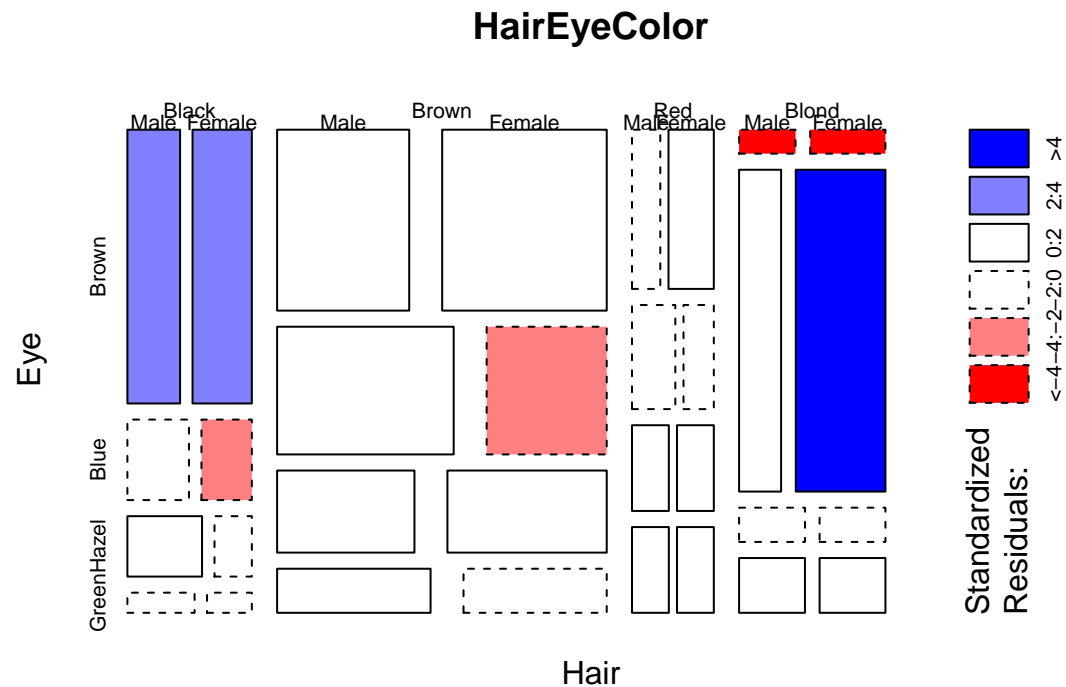 HairEyeColor
Black Brown Red Blond
Male Female Male Female Male Female Male Female
Brown
Blue
Hazel
Green
Eye
Hair
Standardized
Residuals:
<-4 -4:-2 -2:0 0:2 2:4 >4